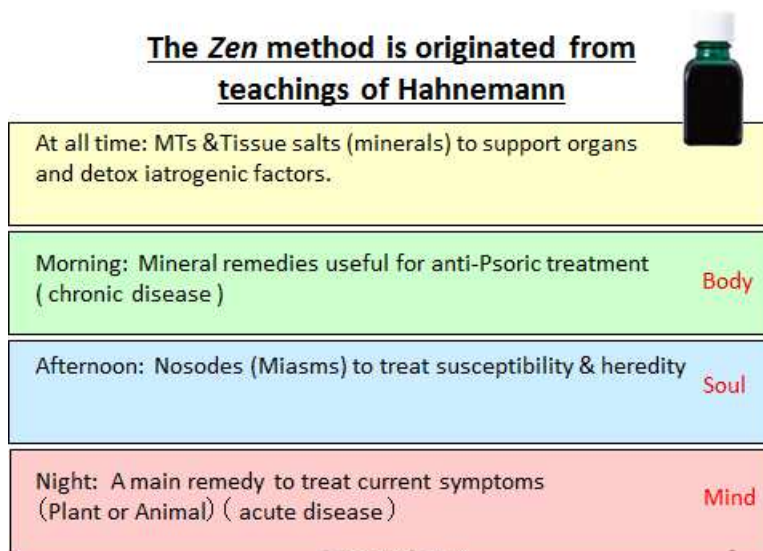 The Zen method is originated from
teachings of Hahnemann
At all time: MTs &Tissue salts (minerals) to support organs
and detox iatrogenic factors.
Morning: Mineral remedies useful for anti-Psoric treatment
( chronic disease )
Body
Afternoon: Nosodes (Miasms) to treat susceptibility & heredity
Soul
Night: A main remedy to treat current symptoms
(Plant or Animal) ( acute disease )
Mind